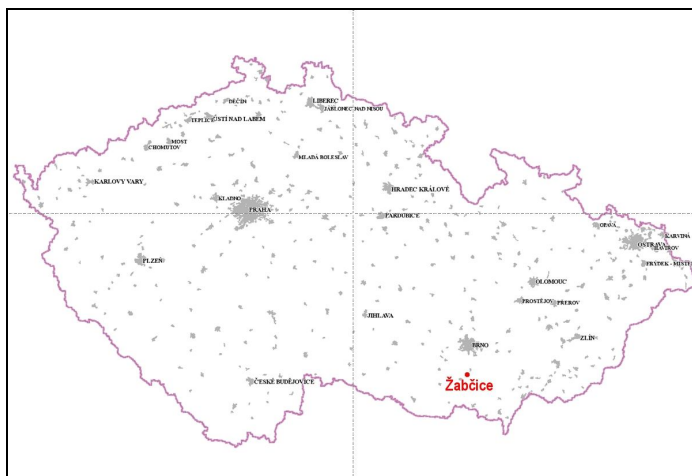 DĚČÍN
LIBEREC
JABLONEC NAD NISOU
TEPLICE
ÚSTÍ NAD LABEM
MOST
CHOMUTOV
MLADÁ BOLESLAV
KARLOVY VARY
HRADEC KRÁLOVÉ
KLADNO
PRAHA
PARDUBICE
OPAVA
KARVINÁ
OSTRAVA
HAVÍŘOV
PLZEŇ
FRÝDEK - MÍSTEK
OLOMOUC
PROSTĚJOV
PŘEROV
JIHLAVA
ZLÍN
BRNO
ČESKÉ BUDĚJOVICE
Žabčice